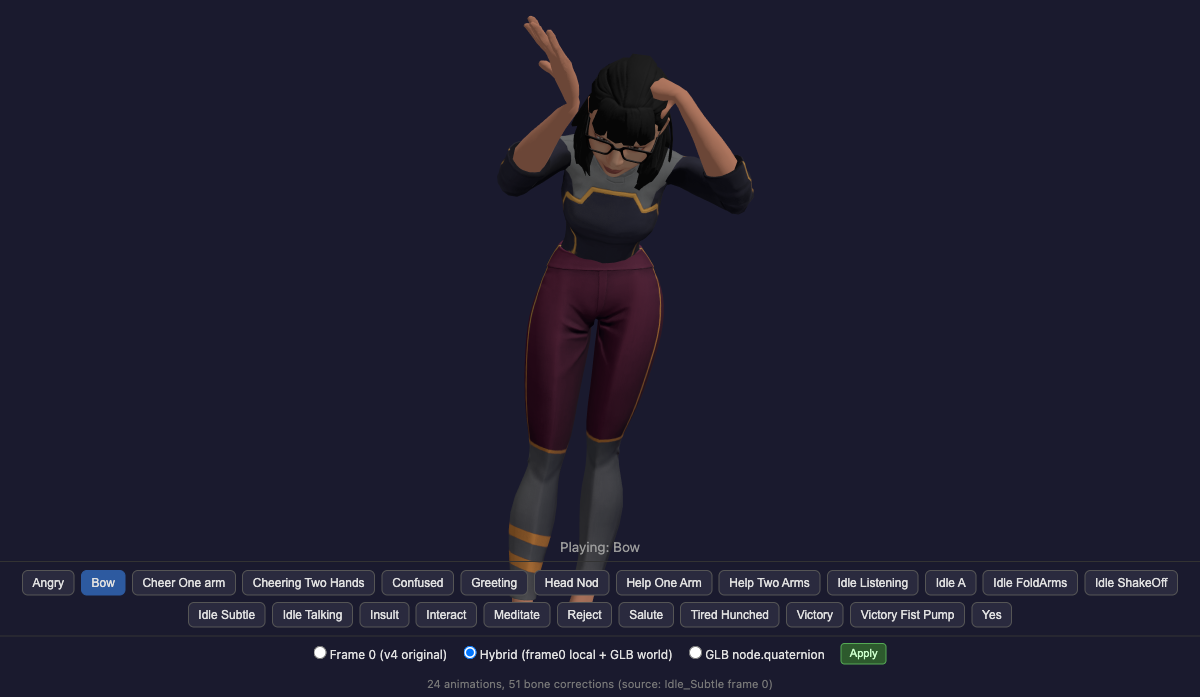 Playing: Bow
Angry Bow Cheer One arm Cheering Two Hands Confused Greeting Head Nod Help One Arm Help Two Arms Idle Listening Idle A Idle FoldArms Idle ShakeOff
Idle Subtle Idle Talking Insult Interact Meditate Reject Salute Tired Hunched Victory Victory Fist Pump Yes
Frame 0 (v4 original) Hybrid (frame0 local + GLB world) GLB node.quaternion Apply
24 animations, 51 bone corrections (source: Idle_Subtle frame 0)